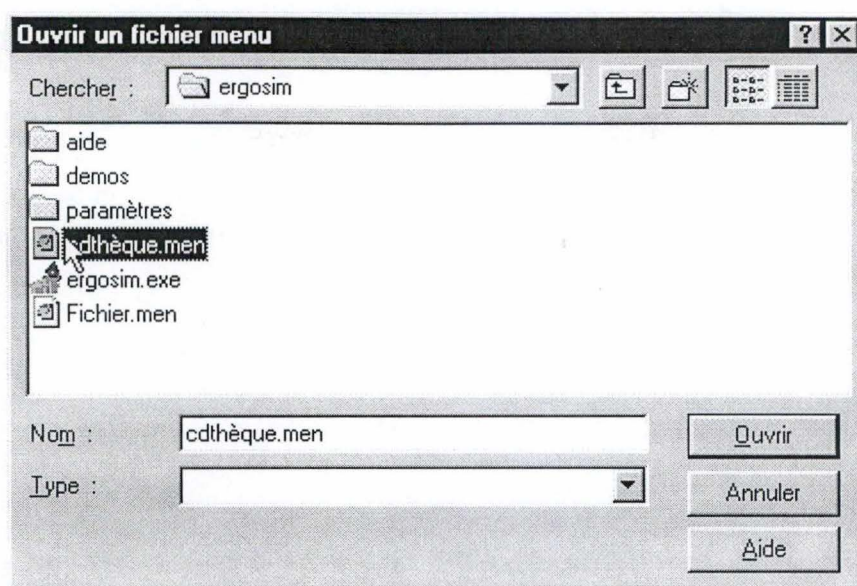 Ouvrir un fichier menu
Chercher : ergosim
aide
demos
paramètres
cdthèque.men
ergosim.exe
Fichier.men
Nom : cdthèque.men Ouvrir
Type : Annuler
Aide